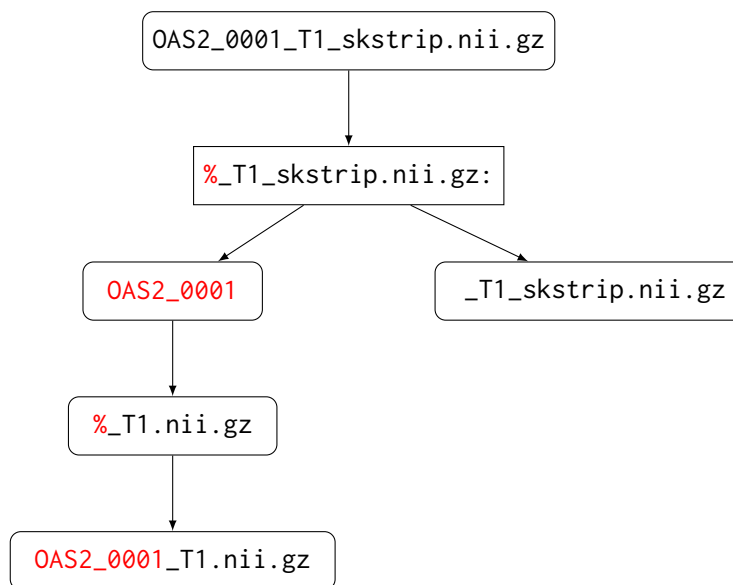 OAS2_0001_T1_skstrip.nii.gz
%_T1_skstrip.nii.gz:
OAS2_0001
_T1_skstrip.nii.gz
%_T1.nii.gz
OAS2_0001_T1.nii.gz